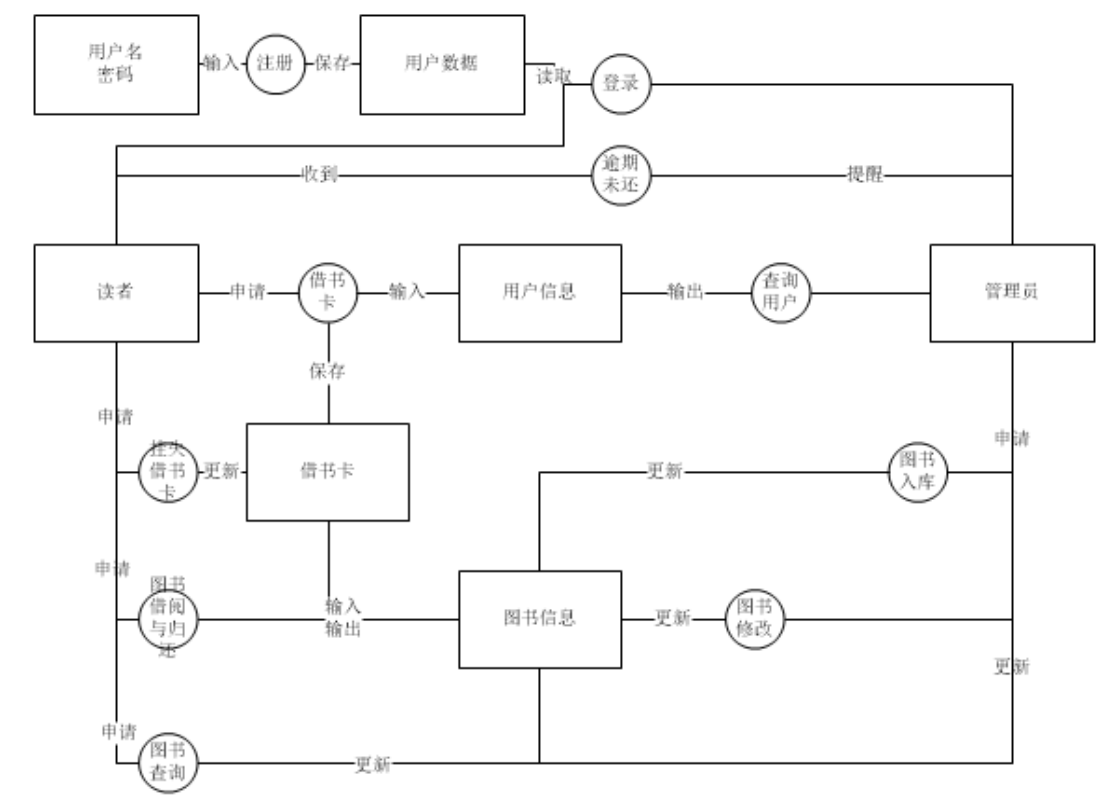 用户名
密码
输入
注册
保存
用户数据
读取
登录
收到
逾期
未还
提醒
读者
申请
借书
卡
输入
用户信息
输出
查询
用户
管理员
保存
申请
申请
挂失
借书
卡
更新
借书卡
更新
图书
入库
申请
图书
借阅
与归
还
输入
输出
图书信息
更新
图书
修改
更新
申请
图书
查询
更新